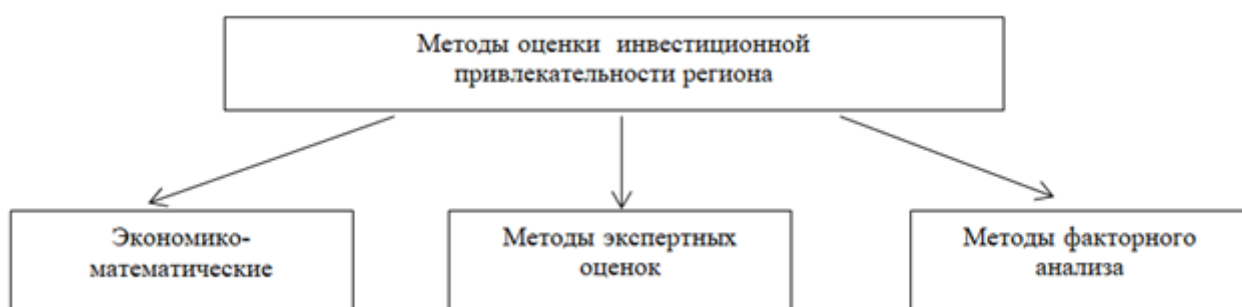 Методы оценки инвестиционной
привлекательности региона
Экономико-
математические
Методы экспертных
оценок
Методы факторного
анализа